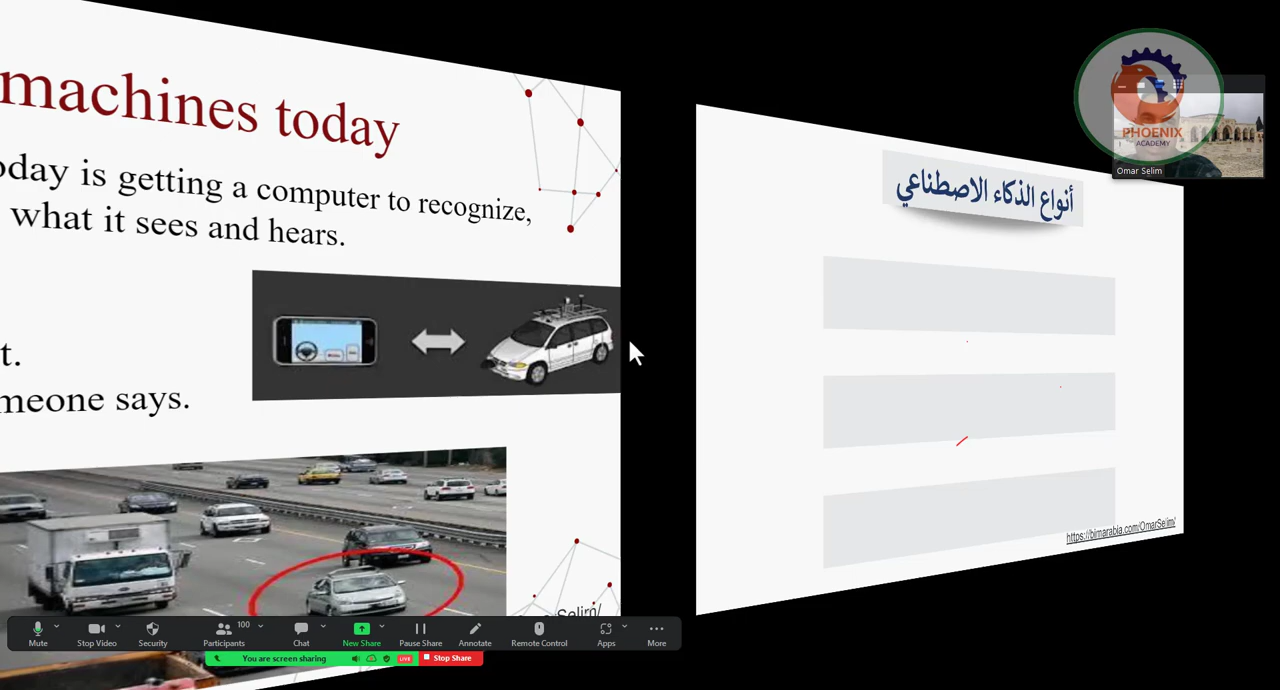 machines today
oday is getting a computer to recognize,
what it sees and hears.
t.
meone says.
Selim/
أنواع الذكاء الاصطناعي
https://bimarabia.com/OmarSelim/
PHOENIX
ACADEMY
Omar Selim
Mute
Stop Video
Security
Participants
100
Chat
New Share
Pause Share
Annotate
Remote Control
Apps
More
You are screen sharing
LIVE
Stop Share